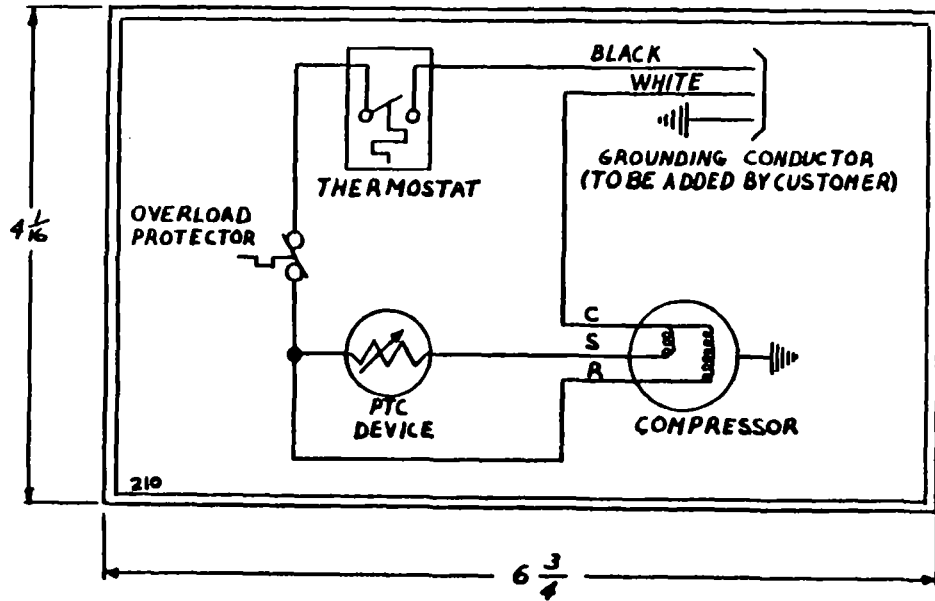 BLACK
WHITE
GROUNDING CONDUCTOR
(TO BE ADDED BY CUSTOMER)
THERMOSTAT
OVERLOAD
PROTECTOR
4 1/16
C
S
R
PTC
DEVICE
COMPRESSOR
210
6 3/4